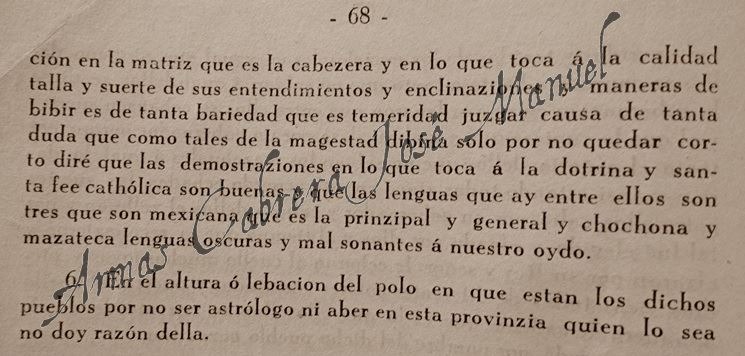 - 68 -
ción en la matriz que es la cabezera y en lo que toca á la calidad
talla y suerte de sus entendimientos y enclinaziones y maneras de
bibir es de tanta bariedad que es temeridad juzgar causa de tanta
duda que como tales de la magestad dibina solo por no quedar cor-
to diré que las demostraziones en lo que toca á la dotrina y san-
ta fee cathólica son buenas y que las lenguas que ay entre ellos son
tres que son mexicana que es la prinzipal y general y chochona y
mazateca lenguas oscuras y mal sonantes á nuestro oydo.
6 En el altura ó lebacion del polo en que estan los dichos
pueblos por no ser astrólogo ni aber en esta provinzia quien lo sea
no doy razón della.
Armas Cabrera José Manuel